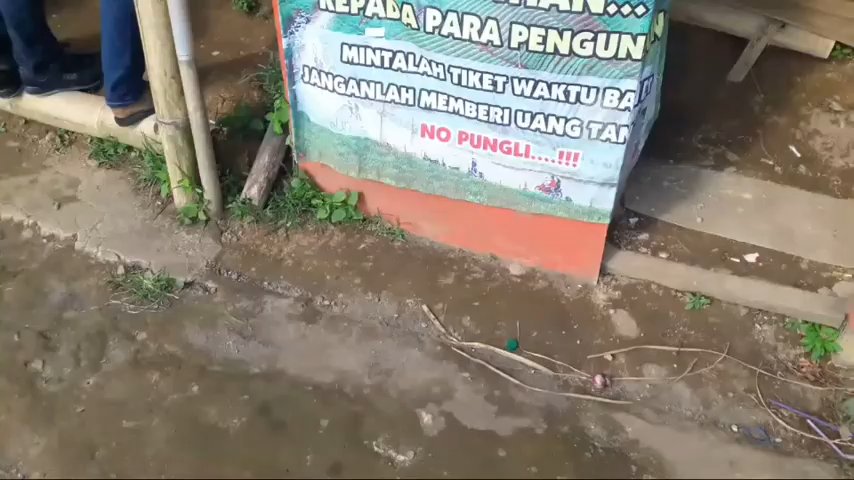 KEPADA PARA PENGUN
MINTALAH TIKET WAKTU BA
JANGANLAH MEMBERI UANG TAN
NO PUNGLI.....!!!